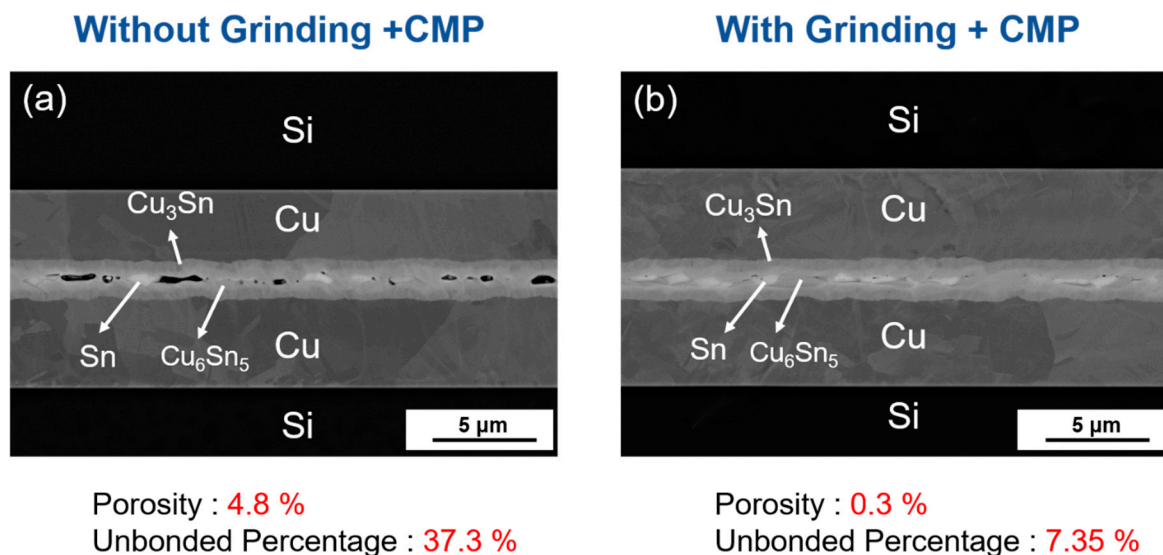 Without Grinding +CMP
With Grinding + CMP
(a)
Si
Cu₃Sn
Cu
Sn
Cu₆Sn₅
Cu
Si
5 µm
(b)
Si
Cu₃Sn
Cu
Sn
Cu₆Sn₅
Cu
Si
5 µm
Porosity : 4.8 %
Unbonded Percentage : 37.3 %
Porosity : 0.3 %
Unbonded Percentage : 7.35 %